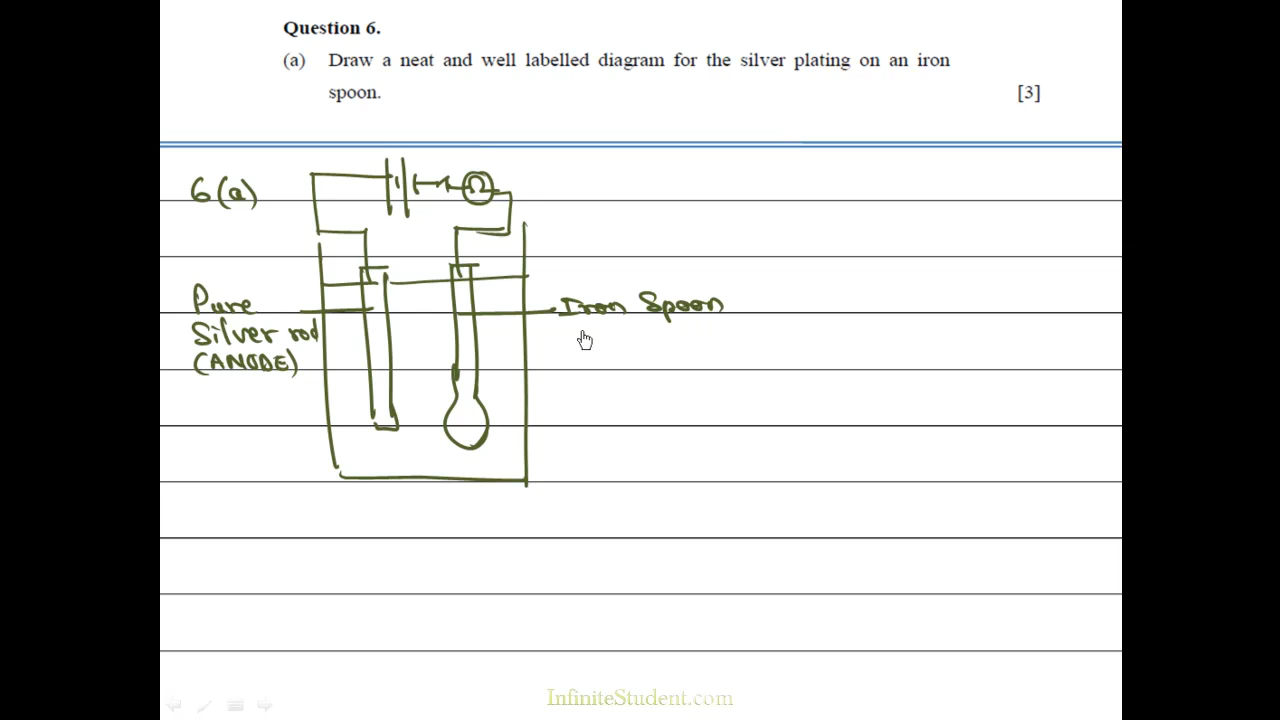 Question 6.
(a) Draw a neat and well labelled diagram for the silver plating on an iron
spoon. [3]
6(a)
Pure
Silver rod
(ANODE)
Iron Spoon
InfiniteStudent.com